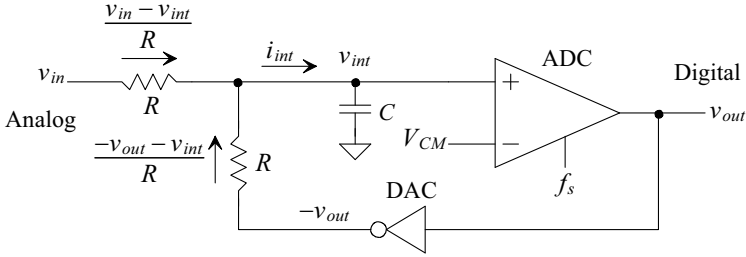 v_in − v_int
R
i_int
v_int
ADC
v_in
R
+
Digital
Analog
C
v_out
−v_out − v_int
R
R
V_CM
−
f_s
DAC
−v_out